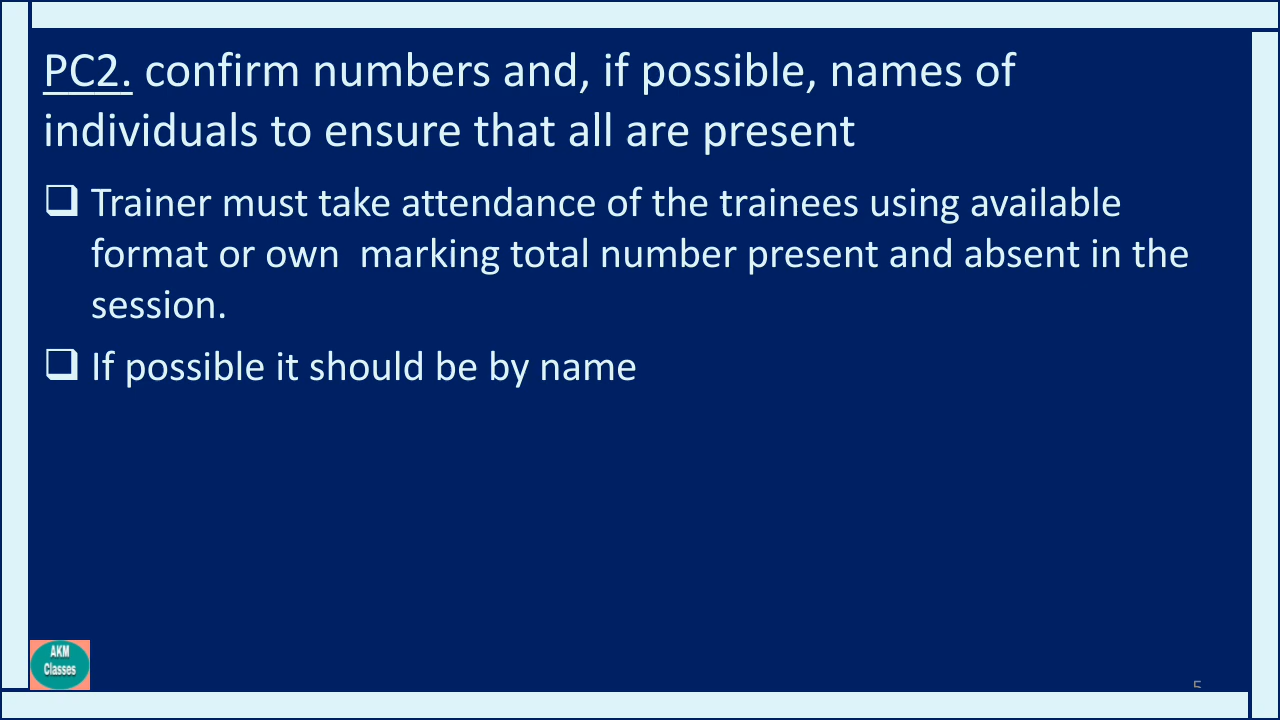 PC2. confirm numbers and, if possible, names of
individuals to ensure that all are present
❑ Trainer must take attendance of the trainees using available
format or own  marking total number present and absent in the
session.
❑ If possible it should be by name
AKM
Classes
5